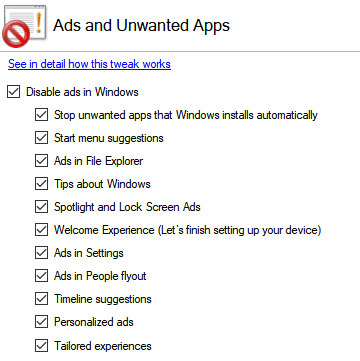 Ads and Unwanted Apps
See in detail how this tweak works
Disable ads in Windows
Stop unwanted apps that Windows installs automatically
Start menu suggestions
Ads in File Explorer
Tips about Windows
Spotlight and Lock Screen Ads
Welcome Experience (Let's finish setting up your device)
Ads in Settings
Ads in People flyout
Timeline suggestions
Personalized ads
Tailored experiences